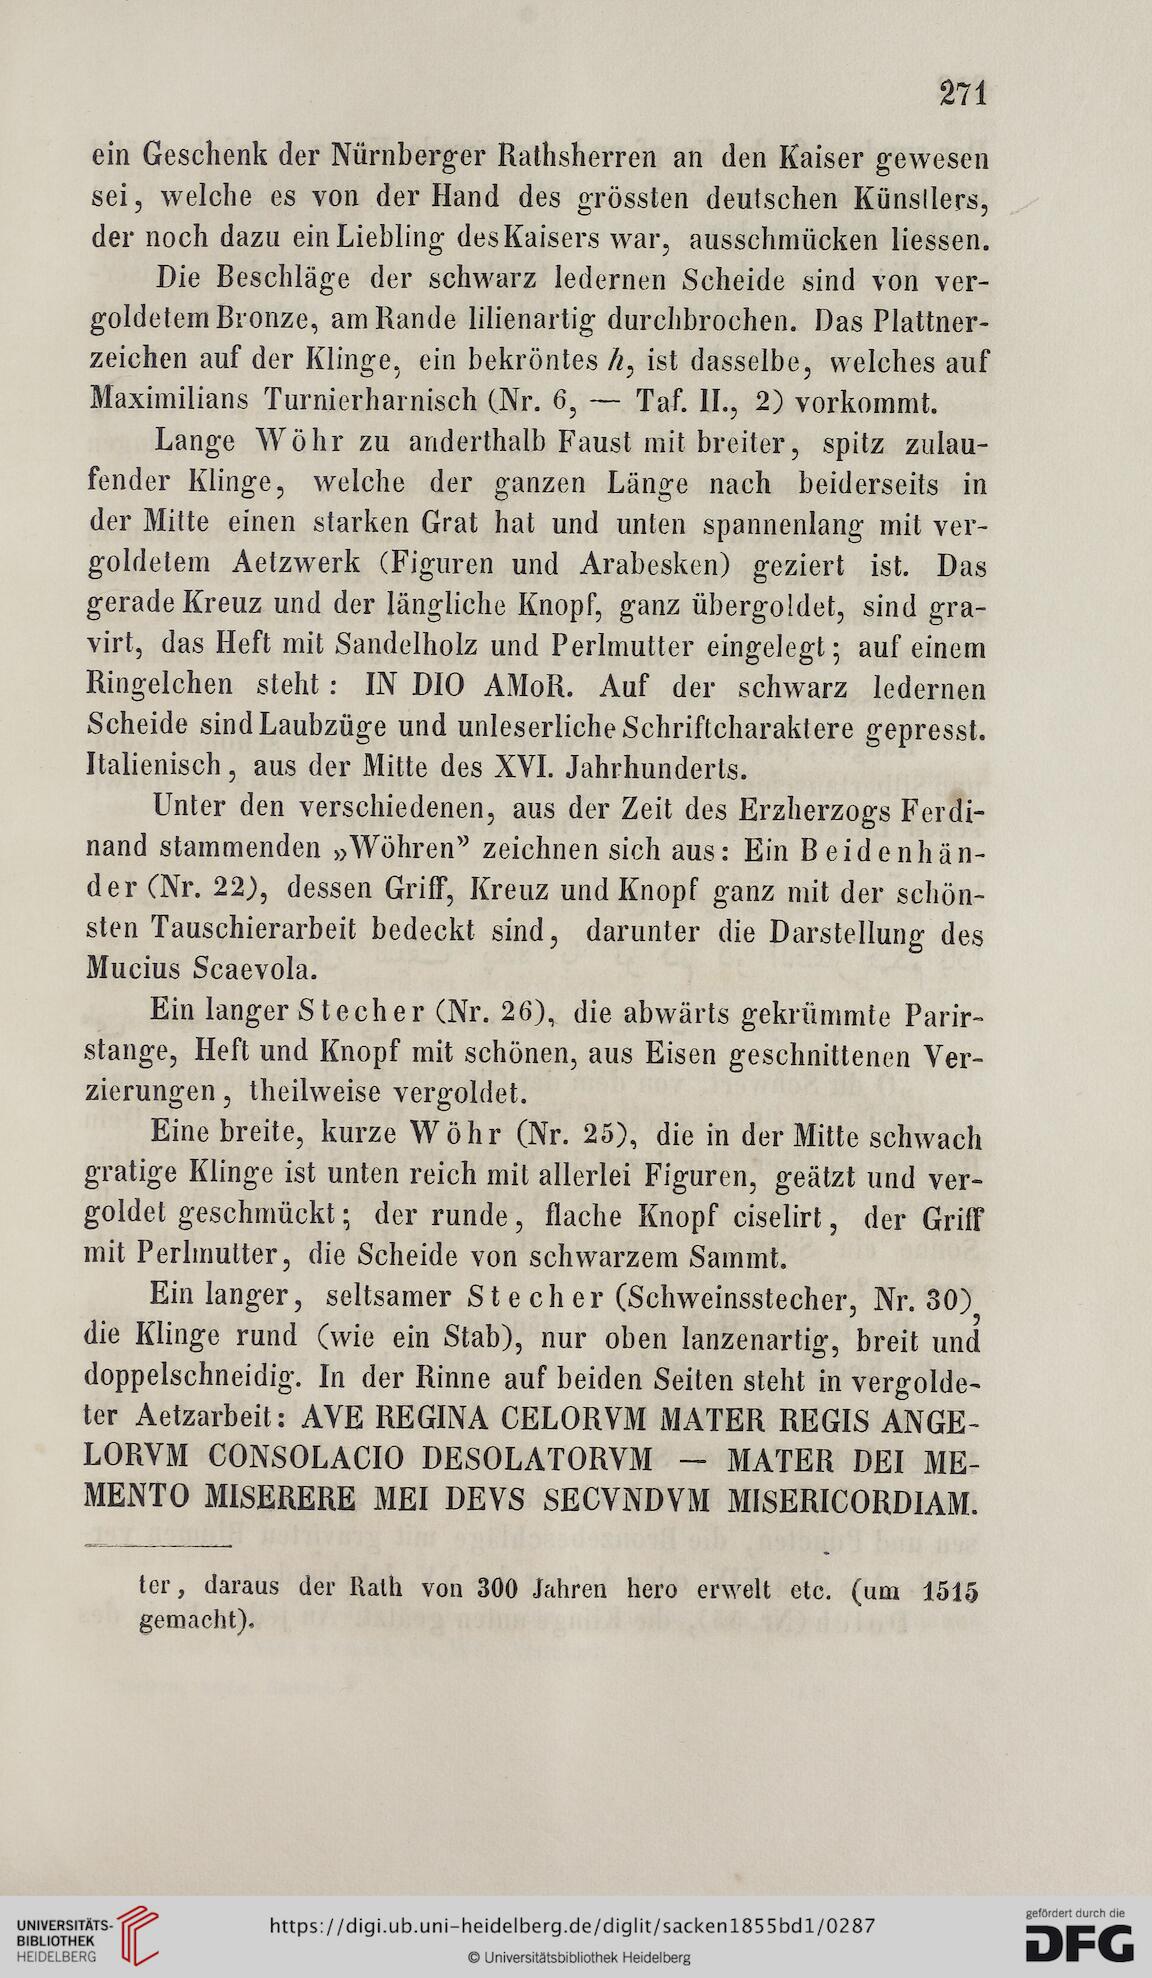 271
ein Geschenk der Nürnberger Rathsherren an den Kaiser gewesen
sei, welche es von der Hand des grössten deutschen Künstlers,
der noch dazu ein Liebling des Kaisers war, ausschmücken liessen.
Die Beschläge der schwarz ledernen Scheide sind von ver-
goldetem Bronze, am Rande lilienartig durchbrochen. Das Plattner-
zeichen auf der Klinge, ein bekröntes h, ist dasselbe, welches auf
Maximilians Turnierharnisch (Nr. 6, — Taf. II., 2) vorkommt.
Lange Wöhr zu anderthalb Faust mit breiter, spitz zulau-
fender Klinge, welche der ganzen Länge nach beiderseits in
der Mitte einen starken Grat hat und unten spannenlang mit ver-
goldetem Aetzwerk (Figuren und Arabesken) geziert ist. Das
gerade Kreuz und der längliche Knopf, ganz übergoldet, sind gra-
virt, das Heft mit Sandelholz und Perlmutter eingelegt; auf einem
Ringelchen steht: IN DIO AMoR. Auf der schwarz ledernen
Scheide sind Laubzüge und unleserliche Schriftcharaktere gepresst.
Italienisch, aus der Mitte des XVI. Jahrhunderts.
Unter den verschiedenen, aus der Zeit des Erzherzogs Ferdi-
nand stammenden „Wöhren” zeichnen sich aus: Ein Beidenhän-
der (Nr. 22), dessen Griff, Kreuz und Knopf ganz mit der schön-
sten Tauschierarbeit bedeckt sind, darunter die Darstellung des
Mucius Scaevola.
Ein langer Stecher (Nr. 26), die abwärts gekrümmte Parir-
stange, Heft und Knopf mit schönen, aus Eisen geschnittenen Ver-
zierungen, theilweise vergoldet.
Eine breite, kurze Wöhr (Nr. 25), die in der Mitte schwach
gratige Klinge ist unten reich mit allerlei Figuren, geätzt und ver-
goldet geschmückt; der runde, flache Knopf ciselirt, der Griff
mit Perlmutter, die Scheide von schwarzem Sammt.
Ein langer, seltsamer Stecher (Schweinsstecher, Nr. 30),
die Klinge rund (wie ein Stab), nur oben lanzenartig, breit und
doppelschneidig. In der Rinne auf beiden Seiten steht in vergolde-
ter Aetzarbeit: AVE REGINA CELORVM MATER REGIS ANGE-
LORVM CONSOLACIO DESOLATORVM — MATER DEI ME-
MENTO MISERERE MEI DEVS SECVNDVM MISERICORDIAM.
ter, daraus der Rath von 300 Jahren hero erwelt etc. (um 1515
gemacht).
UNIVERSITÄTS-
BIBLIOTHEK
HEIDELBERG
https://digi.ub.uni-heidelberg.de/diglit/sacken1855bd1/0287
© Universitätsbibliothek Heidelberg
gefördert durch die
DFG